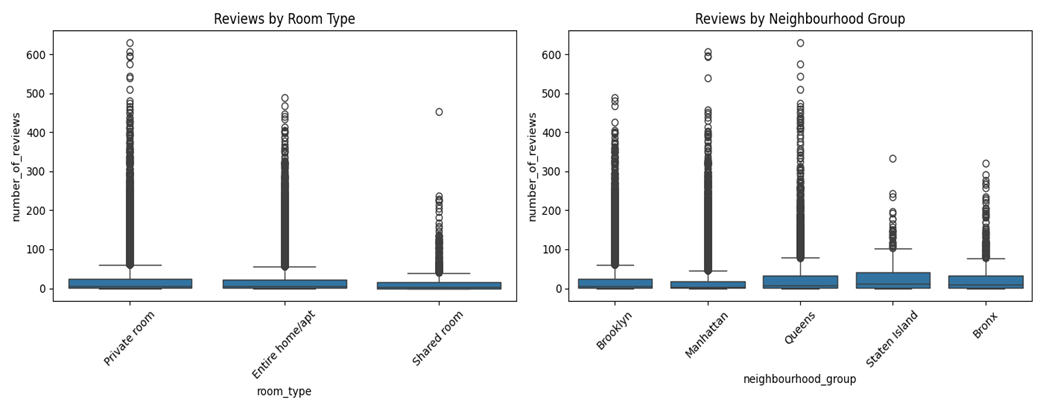 Reviews by Room Type
number_of_reviews
600
500
400
300
200
100
0
Private room
Entire home/apt
Shared room
room_type
Reviews by Neighbourhood Group
number_of_reviews
600
500
400
300
200
100
0
Brooklyn
Manhattan
Queens
Staten Island
Bronx
neighbourhood_group